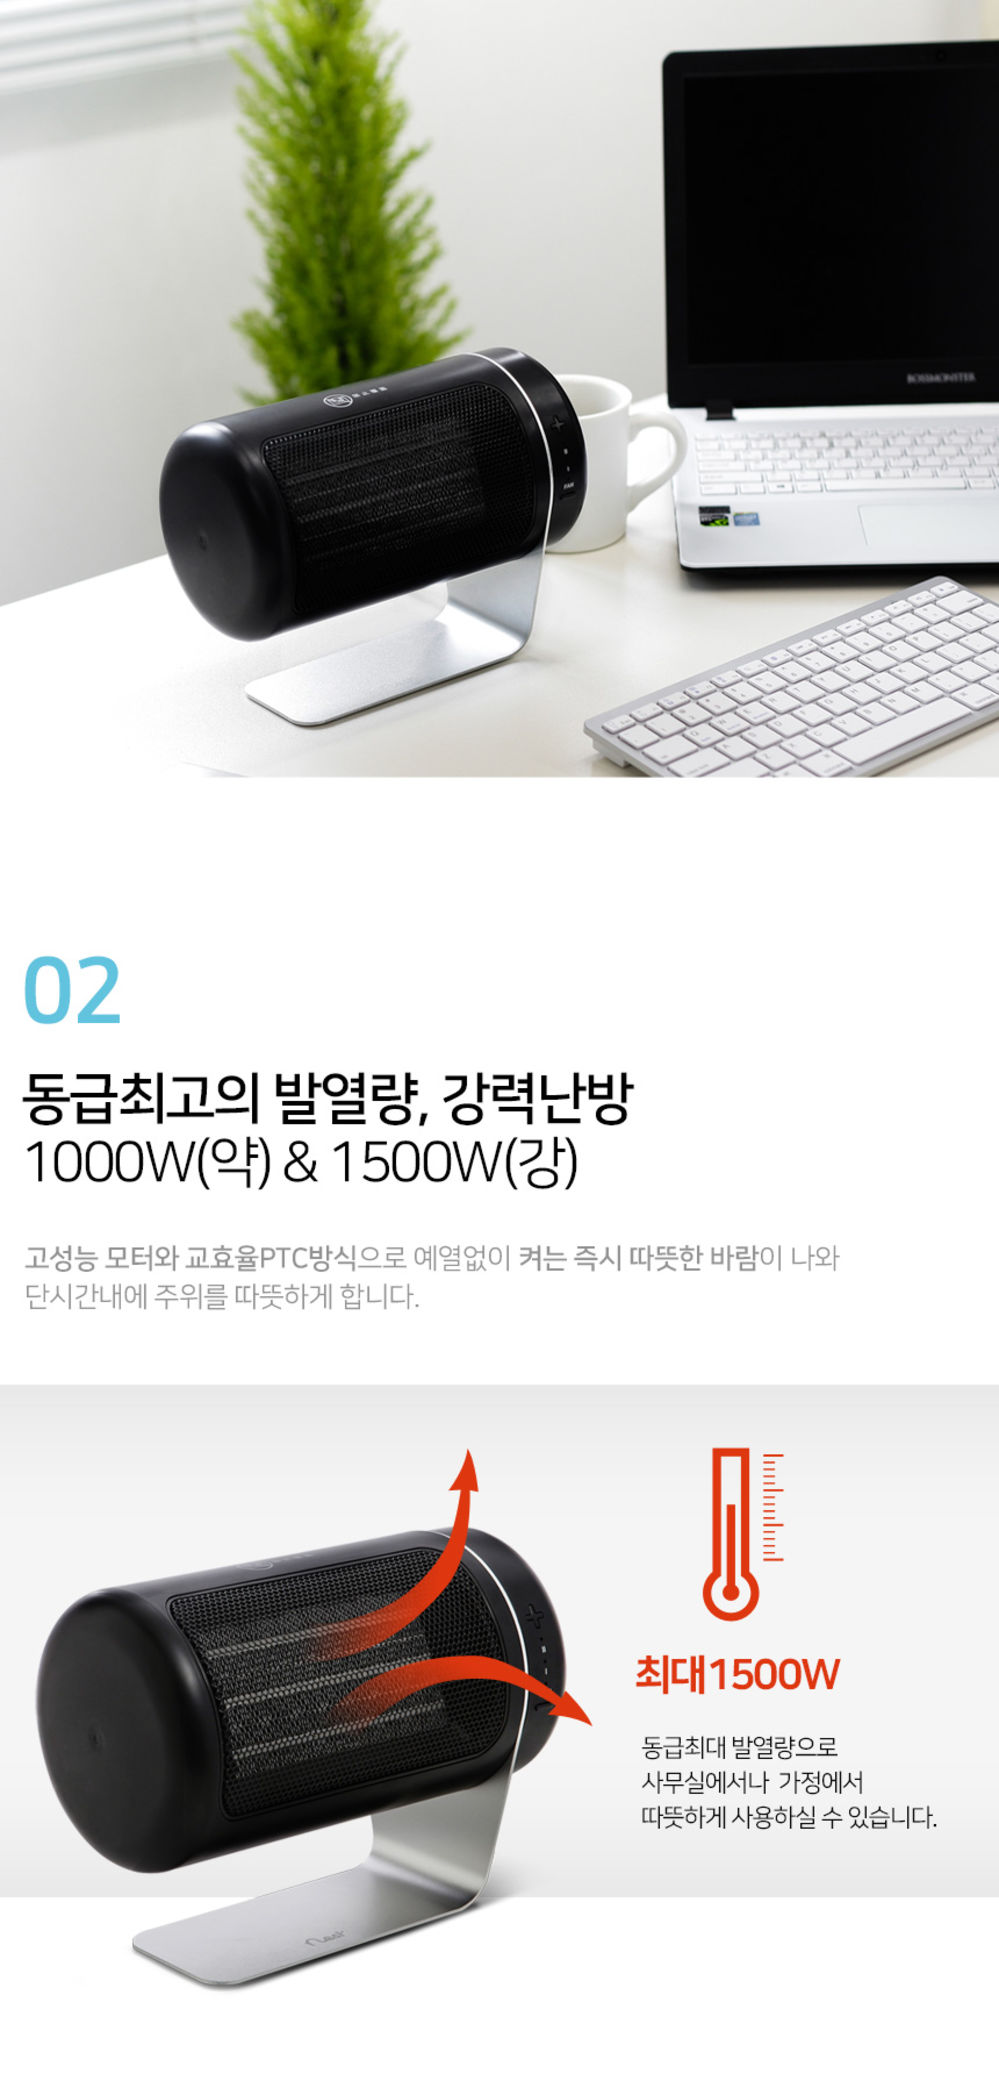 BOSSMONSTER
02
동급최고의 발열량, 강력난방
1000W(약) & 1500W(강)
고성능 모터와 교효율PTC방식으로 예열없이 켜는 즉시 따뜻한 바람이 나와
단시간내에 주위를 따뜻하게 합니다.
최대1500W
동급최대 발열량으로
사무실에서나 가정에서
따뜻하게 사용하실 수 있습니다.